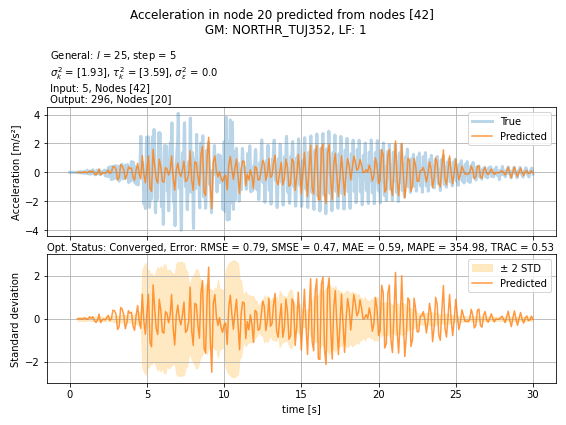 Acceleration in node 20 predicted from nodes [42]
GM: NORTHR_TUJ352, LF: 1
General: l = 25, step = 5
σ²ₖ = [1.93], τ²ₖ = [3.59], σ²ε = 0.0
Input: 5, Nodes [42]
Output: 296, Nodes [20]
Acceleration [m/s²]
4
2
0
−2
−4
True
Predicted
Opt. Status: Converged, Error: RMSE = 0.79, SMSE = 0.47, MAE = 0.59, MAPE = 354.98, TRAC = 0.53
Standard deviation
2
0
−2
± 2 STD
Predicted
0 5 10 15 20 25 30
time [s]